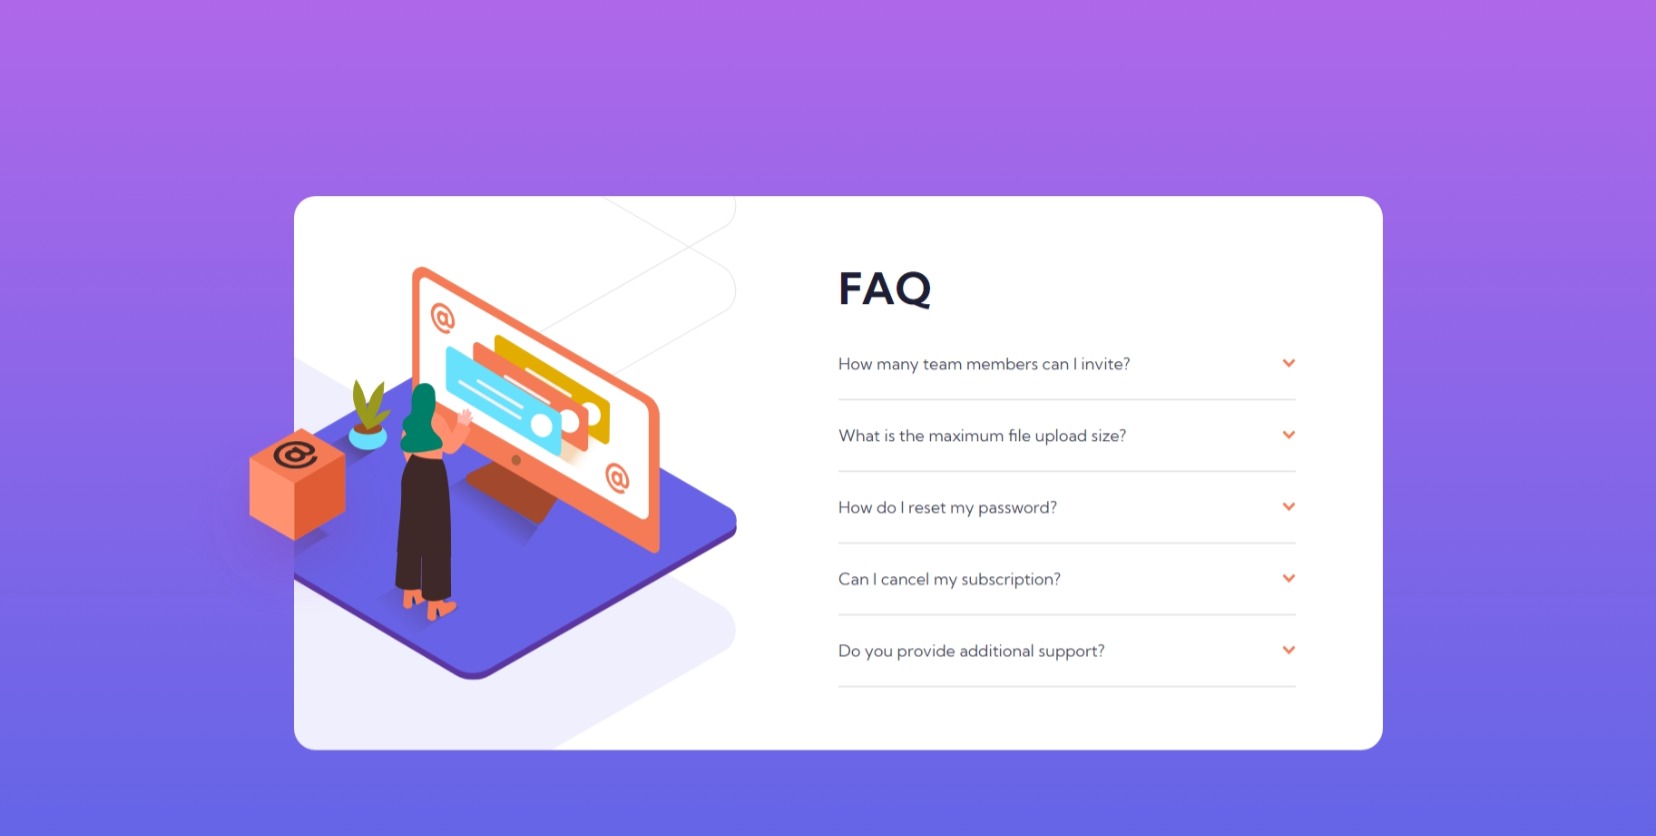 FAQ
How many team members can I invite?
What is the maximum file upload size?
How do I reset my password?
Can I cancel my subscription?
Do you provide additional support?
@
@
@